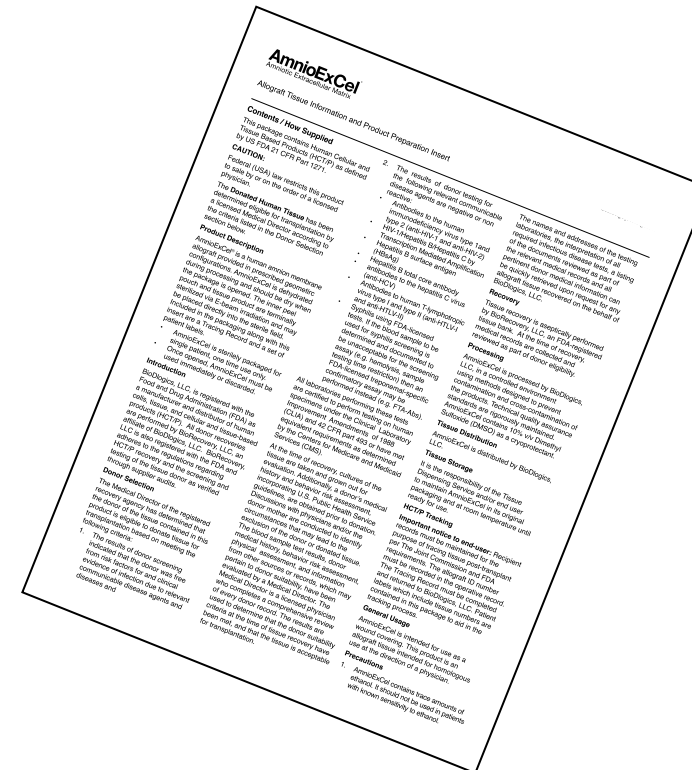 AmnioExCel
Amniotic Extracellular Matrix
Allograft Tissue Information and Product Preparation Insert
Contents / How Supplied
This package contains Human Cellular and
Tissue Based Products (HCT/P) as defined
by US FDA 21 CFR Part 1271.
CAUTION:
Federal (USA) law restricts this product
to sale by or on the order of a licensed
physician.
The Donated Human Tissue has been
determined eligible for transplantation by
a licensed Medical Director according to
the criteria listed in the Donor Selection
section below.
Product Description
AmnioExCel® is a human amnion membrane
allograft provided in prescribed geometric
configurations. AmnioExCel is dehydrated
during processing and should be dry when
the package is opened. The inner peel
pouch and tissue product are terminally
sterilized via E-beam irradiation and may
be placed directly into the sterile field.
Included in the packaging along with this
insert are a Tracing Record and a set of
patient labels.
• AmnioExCel is sterilely packaged for
single patient, one time use only.
• Once opened, AmnioExCel must be
used immediately or discarded.
Introduction
BioDlogics, LLC, is registered with the
Food and Drug Administration (FDA) as
a manufacturer and distributor of human
cells, tissue, and cellular and tissue-based
products (HCT/P). All donor recoveries
are performed by BioRecovery, LLC, an
affiliate of BioDlogics, LLC. BioRecovery,
LLC is also registered with the FDA and
adheres to the regulations regarding
HCT/P recovery and the screening and
testing of the tissue donor as verified
through supplier audits.
Donor Selection
The Medical Director of the registered
recovery agency has determined that
the donor of the tissue contained in this
product is eligible to donate tissue for
transplantation based on meeting the
following criteria:
1. The results of donor screening
indicated that the donor was free
from risk factors for and clinical
evidence of infection due to relevant
communicable disease agents and
diseases and
2. The results of donor testing for
the following relevant communicable
disease agents are negative or non
reactive:
• Antibodies to the human
immunodeficiency virus type 1and
type 2 (anti-HIV-1 and anti-HIV-2)
• HIV-1/Hepatitis B/Hepatitis C by
Transcription Mediated Amplification
• Hepatitis B surface antigen
(HBsAg)
• Hepatitis B total core antibody
• antibodies to the hepatitis C virus
(anti-HCV)
• Antibodies to human T-lymphotropic
virus type I and type II (anti-HTLV-I
and anti-HTLV-II)
• Syphilis using FDA-licensed
tests. If the blood sample to be
used for syphilis screening is
determined to be unacceptable for the screening
assay (e.g. hemolysis, sample
testing time restriction) then an
FDA-licensed treponemal-specific
confirmatory assay may be
performed instead (e.g. FTA-Abs).
All laboratories performing these tests
are certified to perform testing on human
specimens under the Clinical Laboratory
Improvement Amendments of 1988
(CLIA) and 42 CFR part 493 or have met
equivalent requirements as determined
by the Centers for Medicare and Medicaid
Services (CMS).
At the time of recovery, cultures of the
tissue are taken and grown out for
evaluation. Additionally, a donor's medical
history and behavior risk assessment,
incorporating U.S. Public Health Service
guidelines, are obtained prior to donation.
Discussions with physicians and/or the
donor mother are conducted to identify
circumstances that may lead to the
exclusion of the donor or donated tissue.
The blood sample test results, donor
medical history, behavior risk assessment,
physical assessment, and information
from other sources or records, which may
pertain to donor suitability, have been
evaluated by a Medical Director. The
Medical Director is a licensed physician
who completes a comprehensive review
of every donor record. The results are
used to determine that the donor suitability
criteria at the time of tissue recovery have
been met, and that the tissue is acceptable
for transplantation.
The names and addresses of the testing
laboratories, the interpretation of all
required infectious disease tests, a listing
of the documents reviewed as part of
the relevant medical records and all
pertinent donor medical information can
be quickly retrieved upon request for any
allograft tissue recovered on the behalf of
BioDlogics, LLC.
Recovery
Tissue recovery is aseptically performed
by BioRecovery, LLC, an FDA-registered
tissue bank. At the time of recovery,
medical records are collected and
reviewed as part of donor eligibility.
Processing
AmnioExCel is processed by BioDlogics,
LLC, in a controlled environment
using methods designed to prevent
contamination and cross-contamination of
the products. Technical quality assurance
standards are rigorously maintained.
AmnioExCel contains 10% v/v Dimethyl
Sulfoxide (DMSO) as a cryoprotectant.
Tissue Distribution
AmnioExCel is distributed by BioDlogics,
LLC.
Tissue Storage
It is the responsibility of the Tissue
Dispensing Service and/or end user
to maintain AmnioExCel in its original
packaging and at room temperature until
ready for use.
HCT/P Tracking
Important notice to end-user: Recipient
records must be maintained for the
purpose of tracing tissue post-transplant
per The Joint Commission and FDA
requirements. The allograft ID number
must be recorded in the operative record.
The Tracing Record must be completed
and returned to BioDlogics, LLC. Patient
labels which include tissue numbers are
contained in this package to aid in the
tracking process.
General Usage
AmnioExCel is intended for use as a
wound covering. This product is an
allograft tissue intended for homologous
use at the direction of a physician.
Precautions
1. AmnioExCel contains trace amounts of
ethanol. It should not be used in patients
with known sensitivity to ethanol.